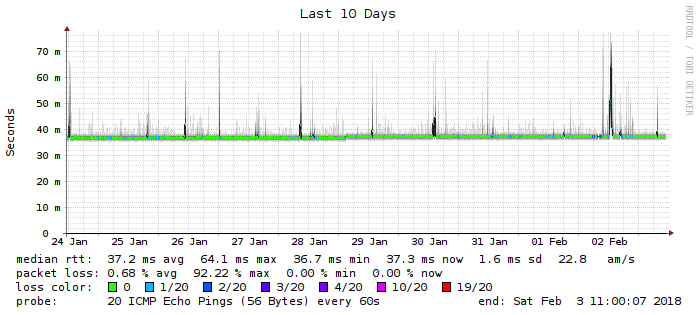 Last 10 Days
RRDTOOL / TOBI OETIKER
Seconds
70 m
60 m
50 m
40 m
30 m
20 m
10 m
0
24 Jan 25 Jan 26 Jan 27 Jan 28 Jan 29 Jan 30 Jan 31 Jan 01 Feb 02 Feb
median rtt: 37.2 ms avg 64.1 ms max 36.7 ms min 37.3 ms now 1.6 ms sd 22.8 am/s
packet loss: 0.68 % avg 92.22 % max 0.00 % min 0.00 % now
loss color: 0 1/20 2/20 3/20 4/20 10/20 19/20
probe: 20 ICMP Echo Pings (56 Bytes) every 60s end: Sat Feb 3 11:00:07 2018